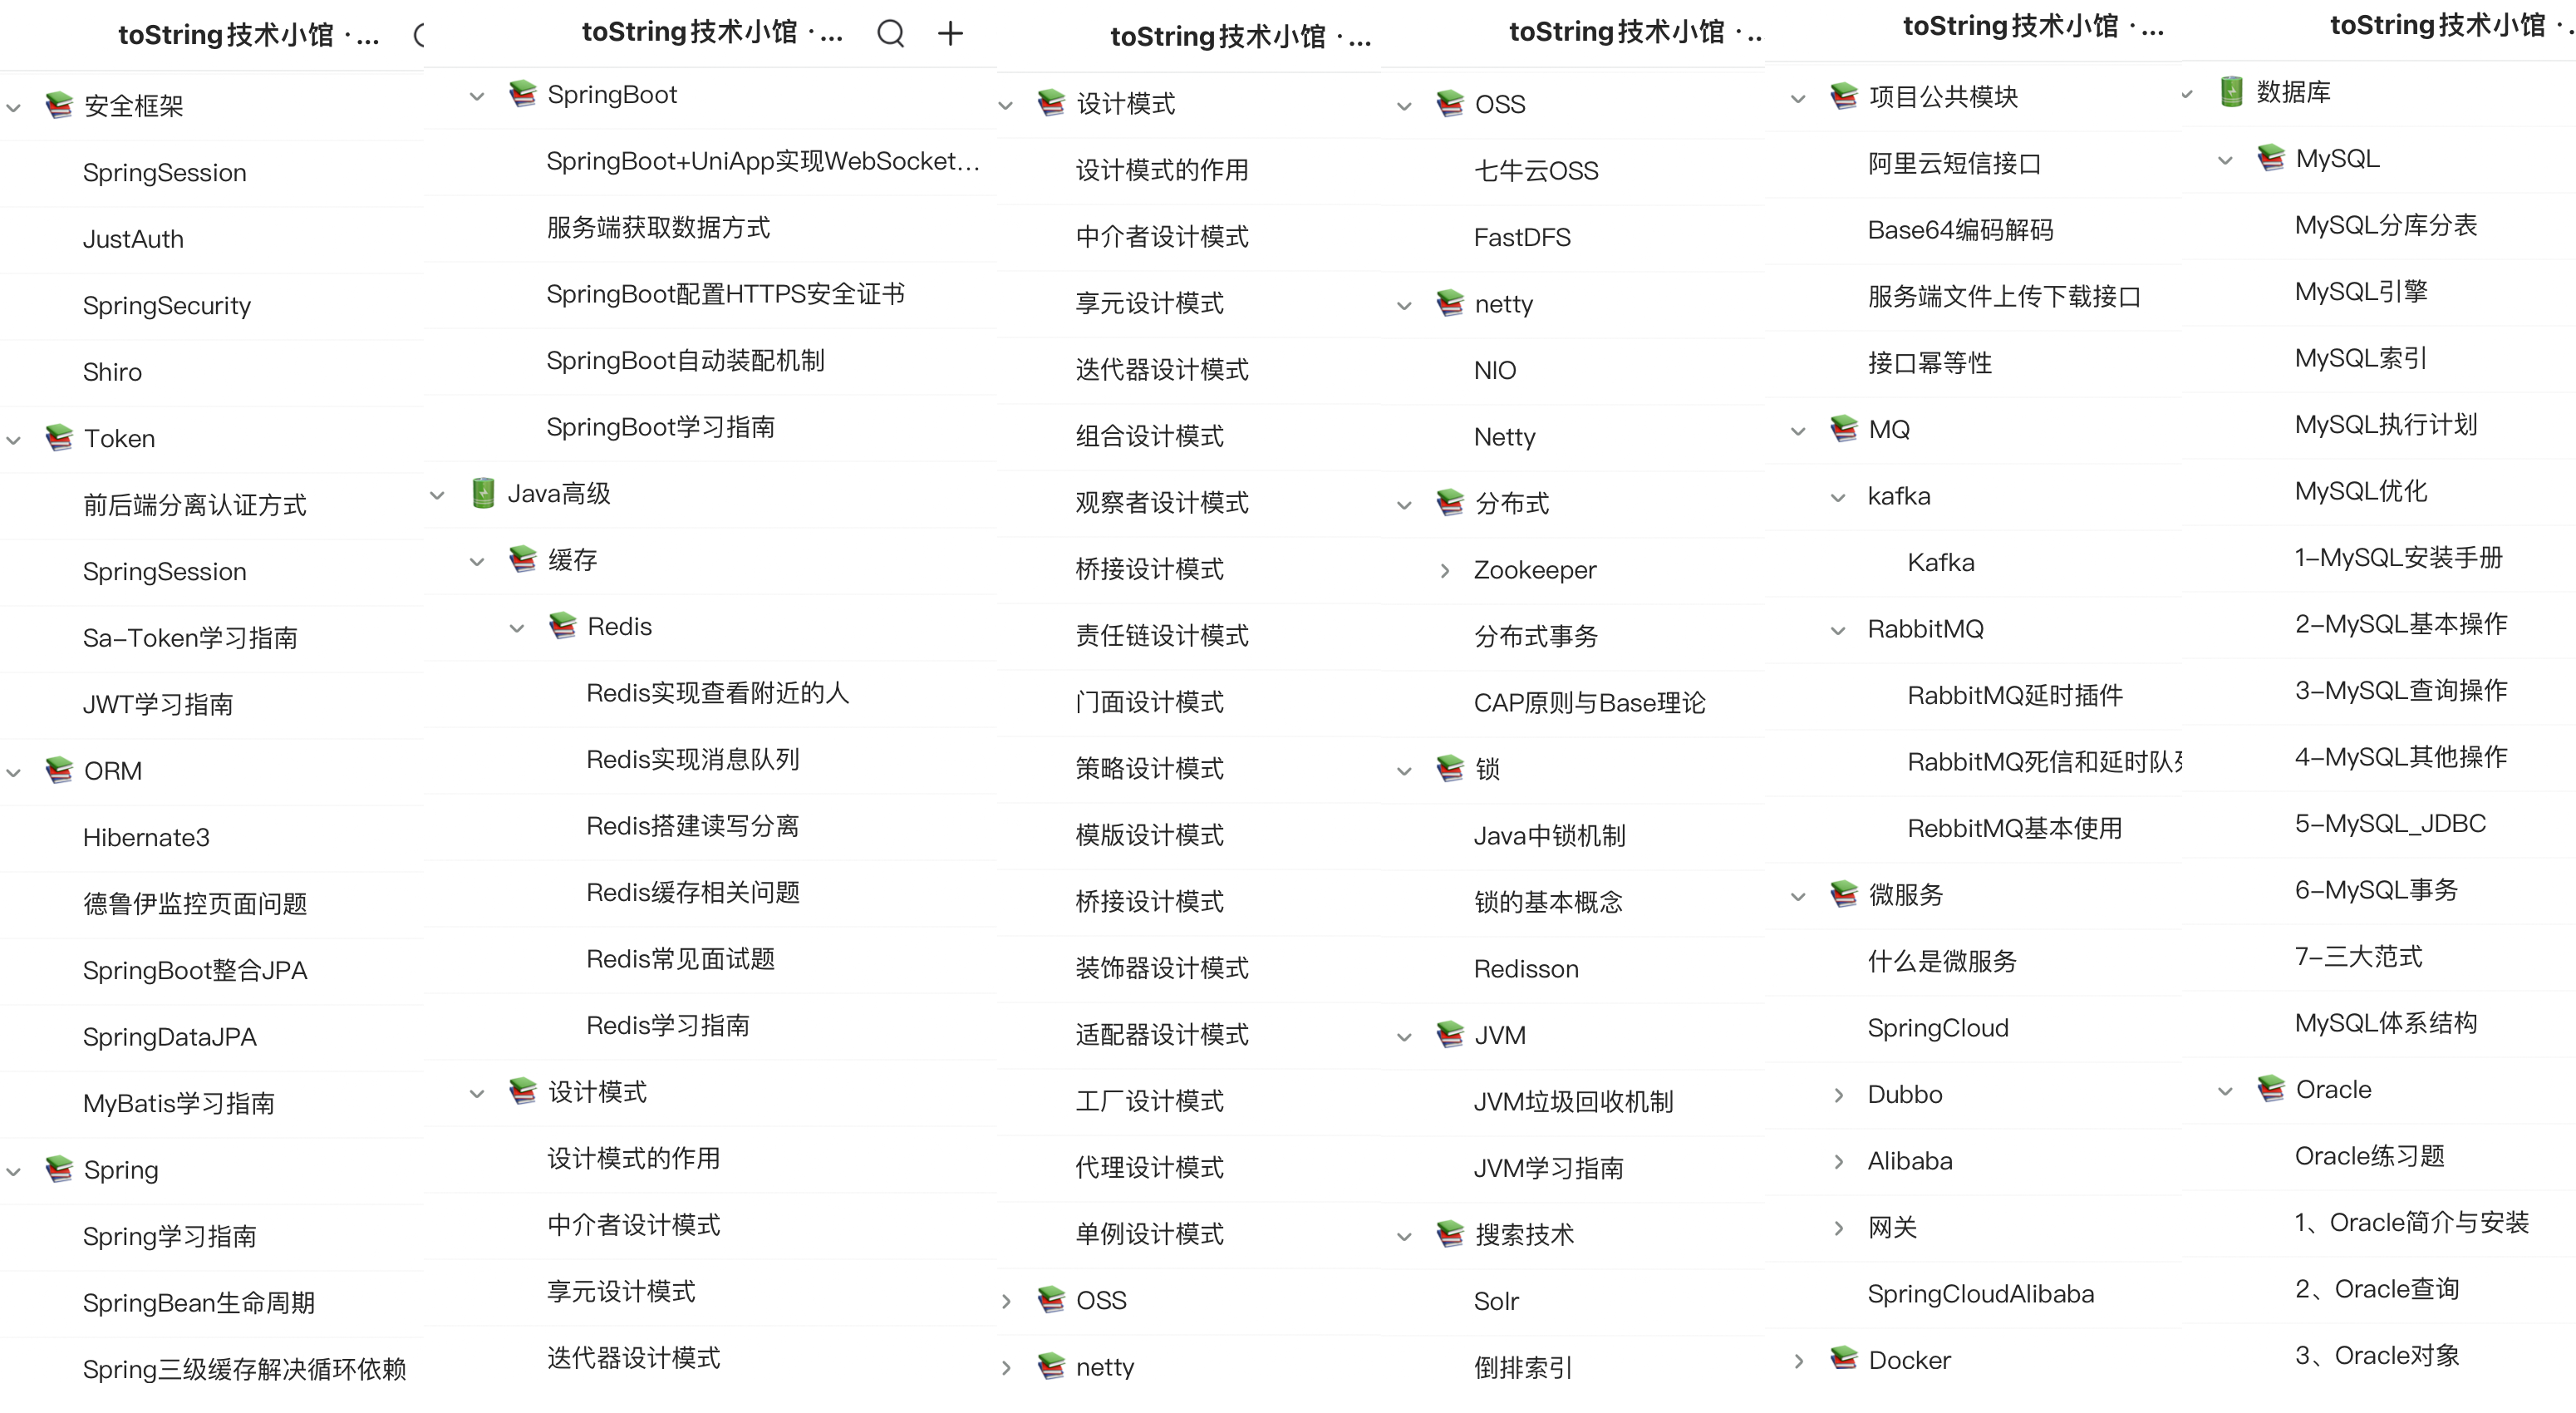 toString技术小馆 ·...
安全框架
SpringSession
JustAuth
SpringSecurity
Shiro
Token
前后端分离认证方式
SpringSession
Sa-Token学习指南
JWT学习指南
ORM
Hibernate3
德鲁伊监控页面问题
SpringBoot整合JPA
SpringDataJPA
MyBatis学习指南
Spring
Spring学习指南
SpringBean生命周期
Spring三级缓存解决循环依赖
toString技术小馆 ·...
SpringBoot
SpringBoot+UniApp实现WebSocket...
服务端获取数据方式
SpringBoot配置HTTPS安全证书
SpringBoot自动装配机制
SpringBoot学习指南
Java高级
缓存
Redis
Redis实现查看附近的人
Redis实现消息队列
Redis搭建读写分离
Redis缓存相关问题
Redis常见面试题
Redis学习指南
设计模式
设计模式的作用
中介者设计模式
享元设计模式
迭代器设计模式
toString技术小馆 ·...
设计模式
设计模式的作用
中介者设计模式
享元设计模式
迭代器设计模式
组合设计模式
观察者设计模式
桥接设计模式
责任链设计模式
门面设计模式
策略设计模式
模版设计模式
桥接设计模式
装饰器设计模式
适配器设计模式
工厂设计模式
代理设计模式
单例设计模式
OSS
netty
toString技术小馆 ·..
OSS
七牛云OSS
FastDFS
netty
NIO
Netty
分布式
Zookeeper
分布式事务
CAP原则与Base理论
锁
Java中锁机制
锁的基本概念
Redisson
JVM
JVM垃圾回收机制
JVM学习指南
搜索技术
Solr
倒排索引
toString技术小馆 ·...
项目公共模块
阿里云短信接口
Base64编码解码
服务端文件上传下载接口
接口幂等性
MQ
kafka
Kafka
RabbitMQ
RabbitMQ延时插件
RabbitMQ死信和延时队列
RebbitMQ基本使用
微服务
什么是微服务
SpringCloud
Dubbo
Alibaba
网关
SpringCloudAlibaba
Docker
toString技术小馆 ·.
数据库
MySQL
MySQL分库分表
MySQL引擎
MySQL索引
MySQL执行计划
MySQL优化
1-MySQL安装手册
2-MySQL基本操作
3-MySQL查询操作
4-MySQL其他操作
5-MySQL_JDBC
6-MySQL事务
7-三大范式
MySQL体系结构
Oracle
Oracle练习题
1、Oracle简介与安装
2、Oracle查询
3、Oracle对象